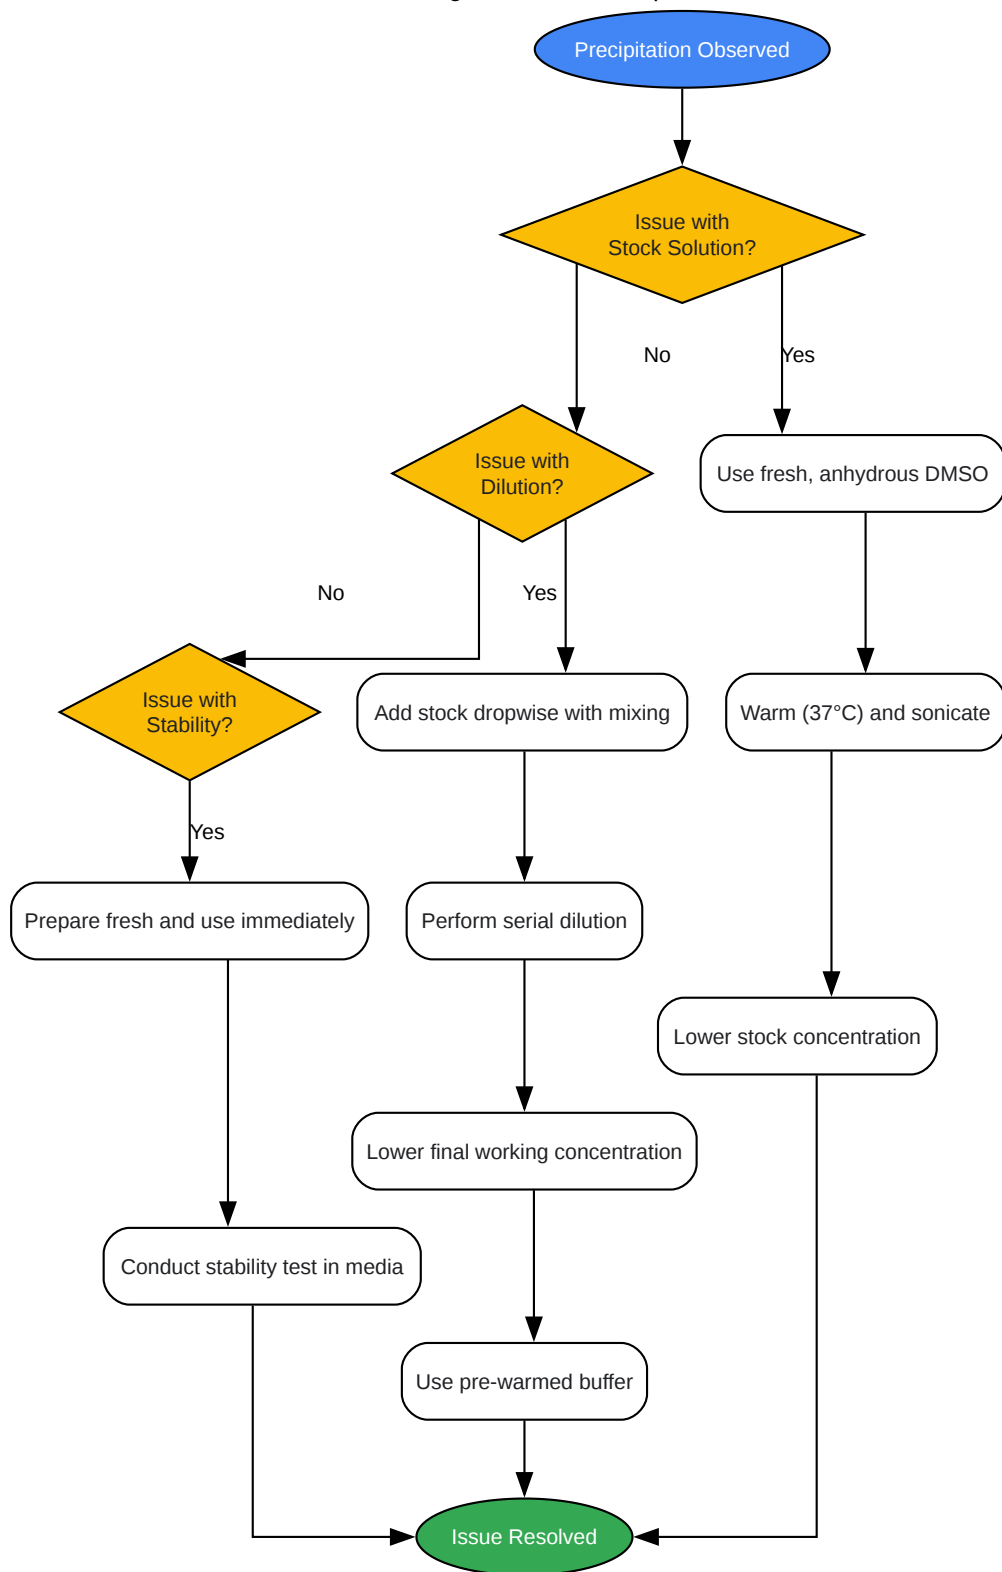 Precipitation Observed
Issue with
Stock Solution?
No
Yes
Issue with
Dilution?
Use fresh, anhydrous DMSO
No
Yes
Issue with
Stability?
Add stock dropwise with mixing
Warm (37°C) and sonicate
Yes
Prepare fresh and use immediately
Perform serial dilution
Lower stock concentration
Lower final working concentration
Conduct stability test in media
Use pre-warmed buffer
Issue Resolved